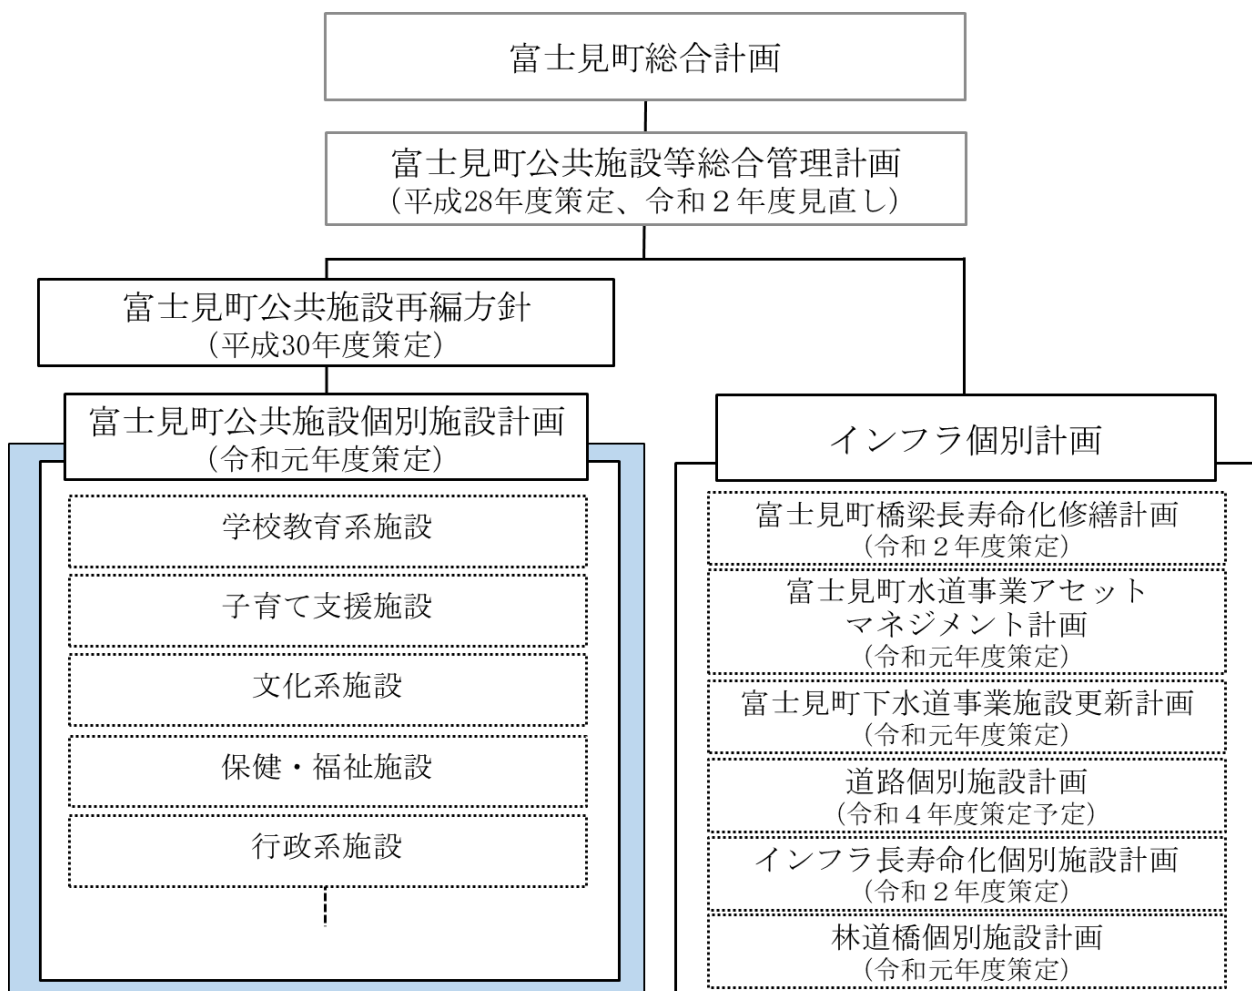 富士見町総合計画
富士見町公共施設等総合管理計画
（平成28年度策定、令和２年度見直し）
富士見町公共施設再編方針
（平成30年度策定）
富士見町公共施設個別施設計画
（令和元年度策定）
学校教育系施設
子育て支援施設
文化系施設
保健・福祉施設
行政系施設
インフラ個別計画
富士見町橋梁長寿命化修繕計画
（令和２年度策定）
富士見町水道事業アセット
マネジメント計画
（令和元年度策定）
富士見町下水道事業施設更新計画
（令和元年度策定）
道路個別施設計画
（令和４年度策定予定）
インフラ長寿命化個別施設計画
（令和２年度策定）
林道橋個別施設計画
（令和元年度策定）